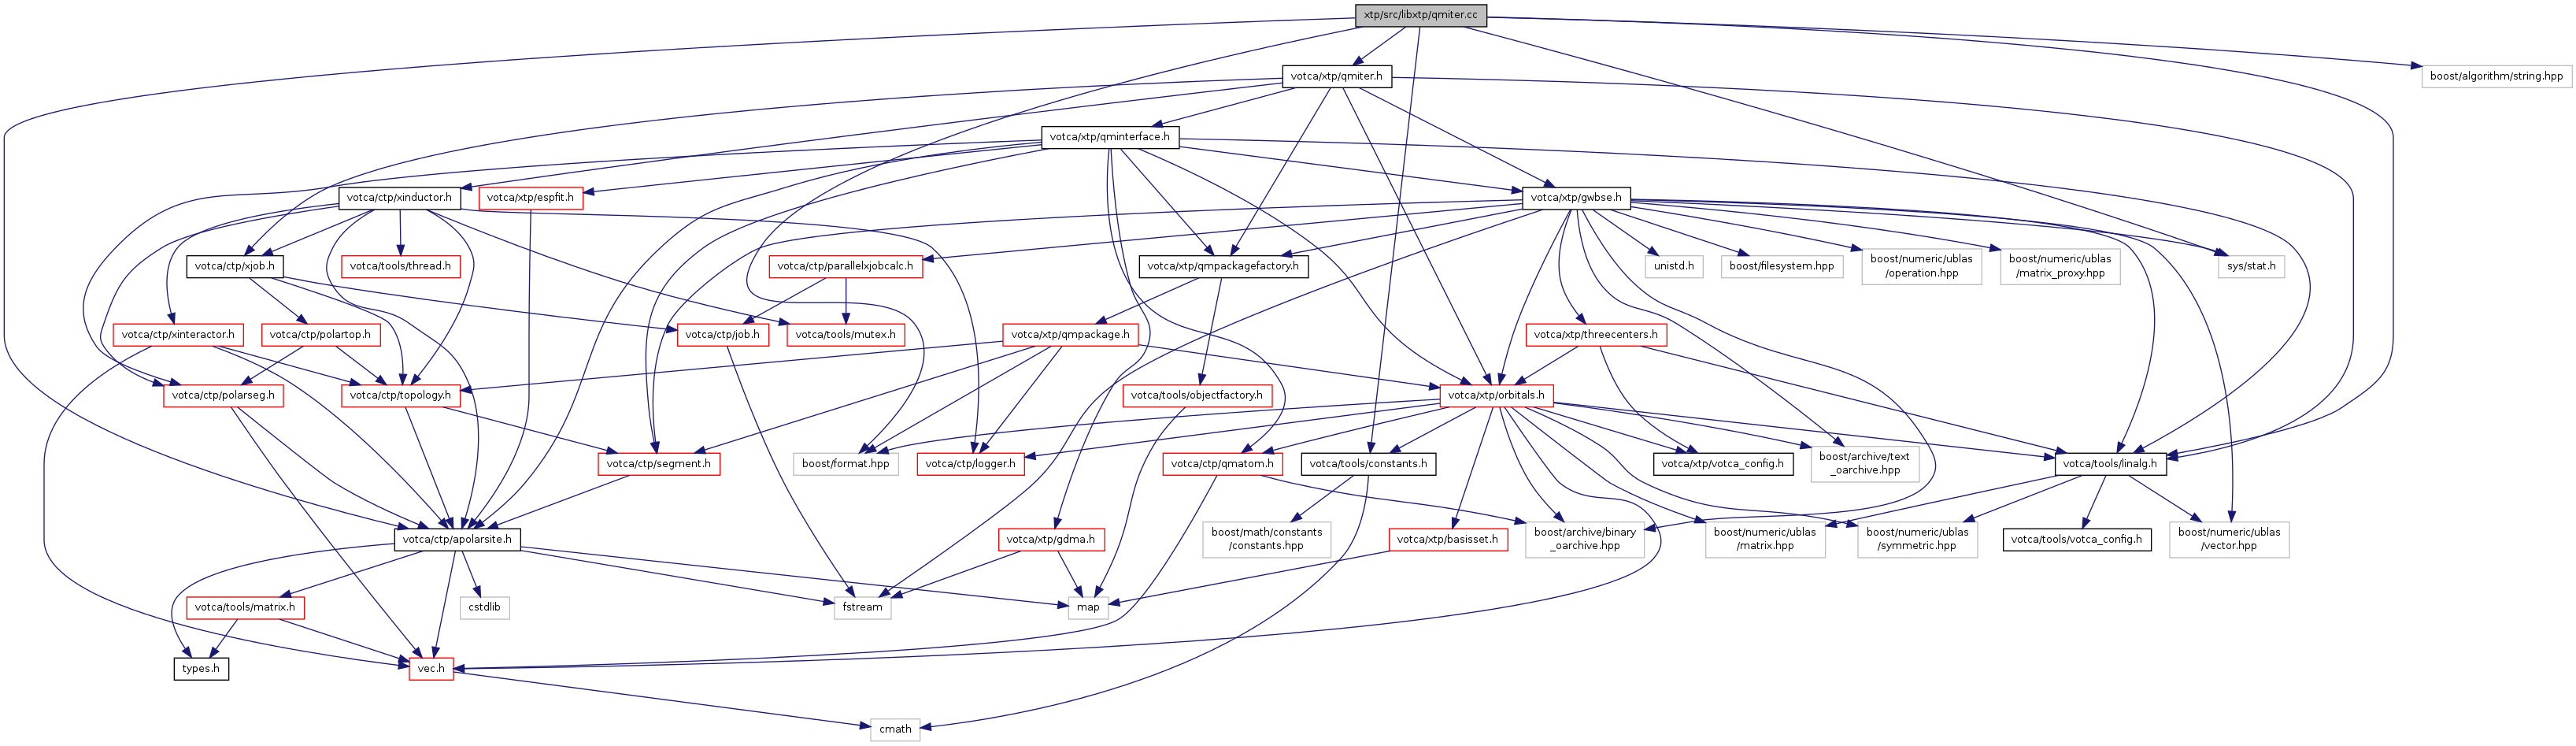 xtp/src/libxtp/qmiter.cc
votca/xtp/qmiter.h
boost/algorithm/string.hpp
votca/xtp/qminterface.h
votca/ctp/xinductor.h
votca/xtp/espfit.h
votca/xtp/gwbse.h
votca/ctp/xjob.h
votca/tools/thread.h
votca/ctp/parallelxjobcalc.h
votca/xtp/qmpackagefactory.h
unistd.h
boost/filesystem.hpp
boost/numeric/ublas
/operation.hpp
boost/numeric/ublas
/matrix_proxy.hpp
sys/stat.h
votca/ctp/xinteractor.h
votca/ctp/polartop.h
votca/ctp/job.h
votca/tools/mutex.h
votca/xtp/qmpackage.h
votca/xtp/threecenters.h
votca/ctp/polarseg.h
votca/ctp/topology.h
votca/tools/objectfactory.h
votca/xtp/orbitals.h
votca/ctp/segment.h
boost/format.hpp
votca/ctp/logger.h
votca/ctp/qmatom.h
votca/tools/constants.h
votca/xtp/votca_config.h
boost/archive/text
_oarchive.hpp
votca/tools/linalg.h
votca/ctp/apolarsite.h
votca/xtp/gdma.h
boost/math/constants
/constants.hpp
votca/xtp/basisset.h
boost/archive/binary
_oarchive.hpp
boost/numeric/ublas
/matrix.hpp
boost/numeric/ublas
/symmetric.hpp
votca/tools/votca_config.h
boost/numeric/ublas
/vector.hpp
votca/tools/matrix.h
cstdlib
fstream
map
types.h
vec.h
cmath